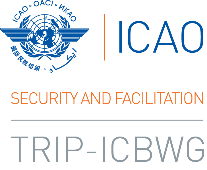 ICAO · OACI · ИКАО
ICAO
SECURITY AND FACILITATION
TRIP-ICBWG